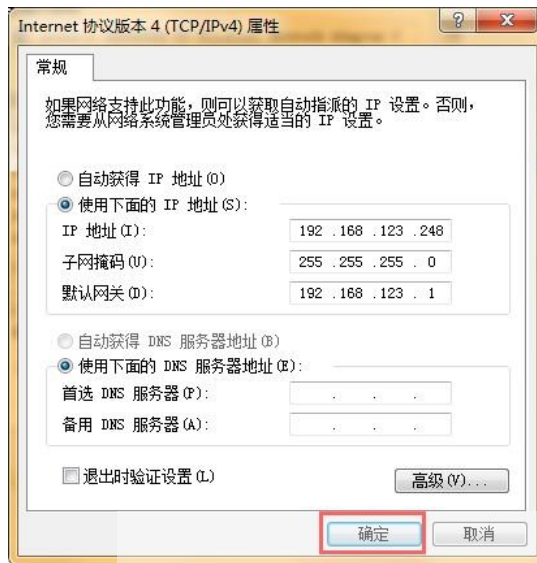 Internet 协议版本 4 (TCP/IPv4) 属性
常规
如果网络支持此功能，则可以获取自动指派的 IP 设置。否则，
您需要从网络系统管理员处获得适当的 IP 设置。
自动获得 IP 地址(O)
使用下面的 IP 地址(S):
IP 地址(I): 192 .168 .123 .248
子网掩码(U): 255 .255 .255 . 0
默认网关(D): 192 .168 .123 . 1
自动获得 DNS 服务器地址(B)
使用下面的 DNS 服务器地址(E):
首选 DNS 服务器(P): . . .
备用 DNS 服务器(A): . . .
退出时验证设置(L)
高级(V)...
确定 取消